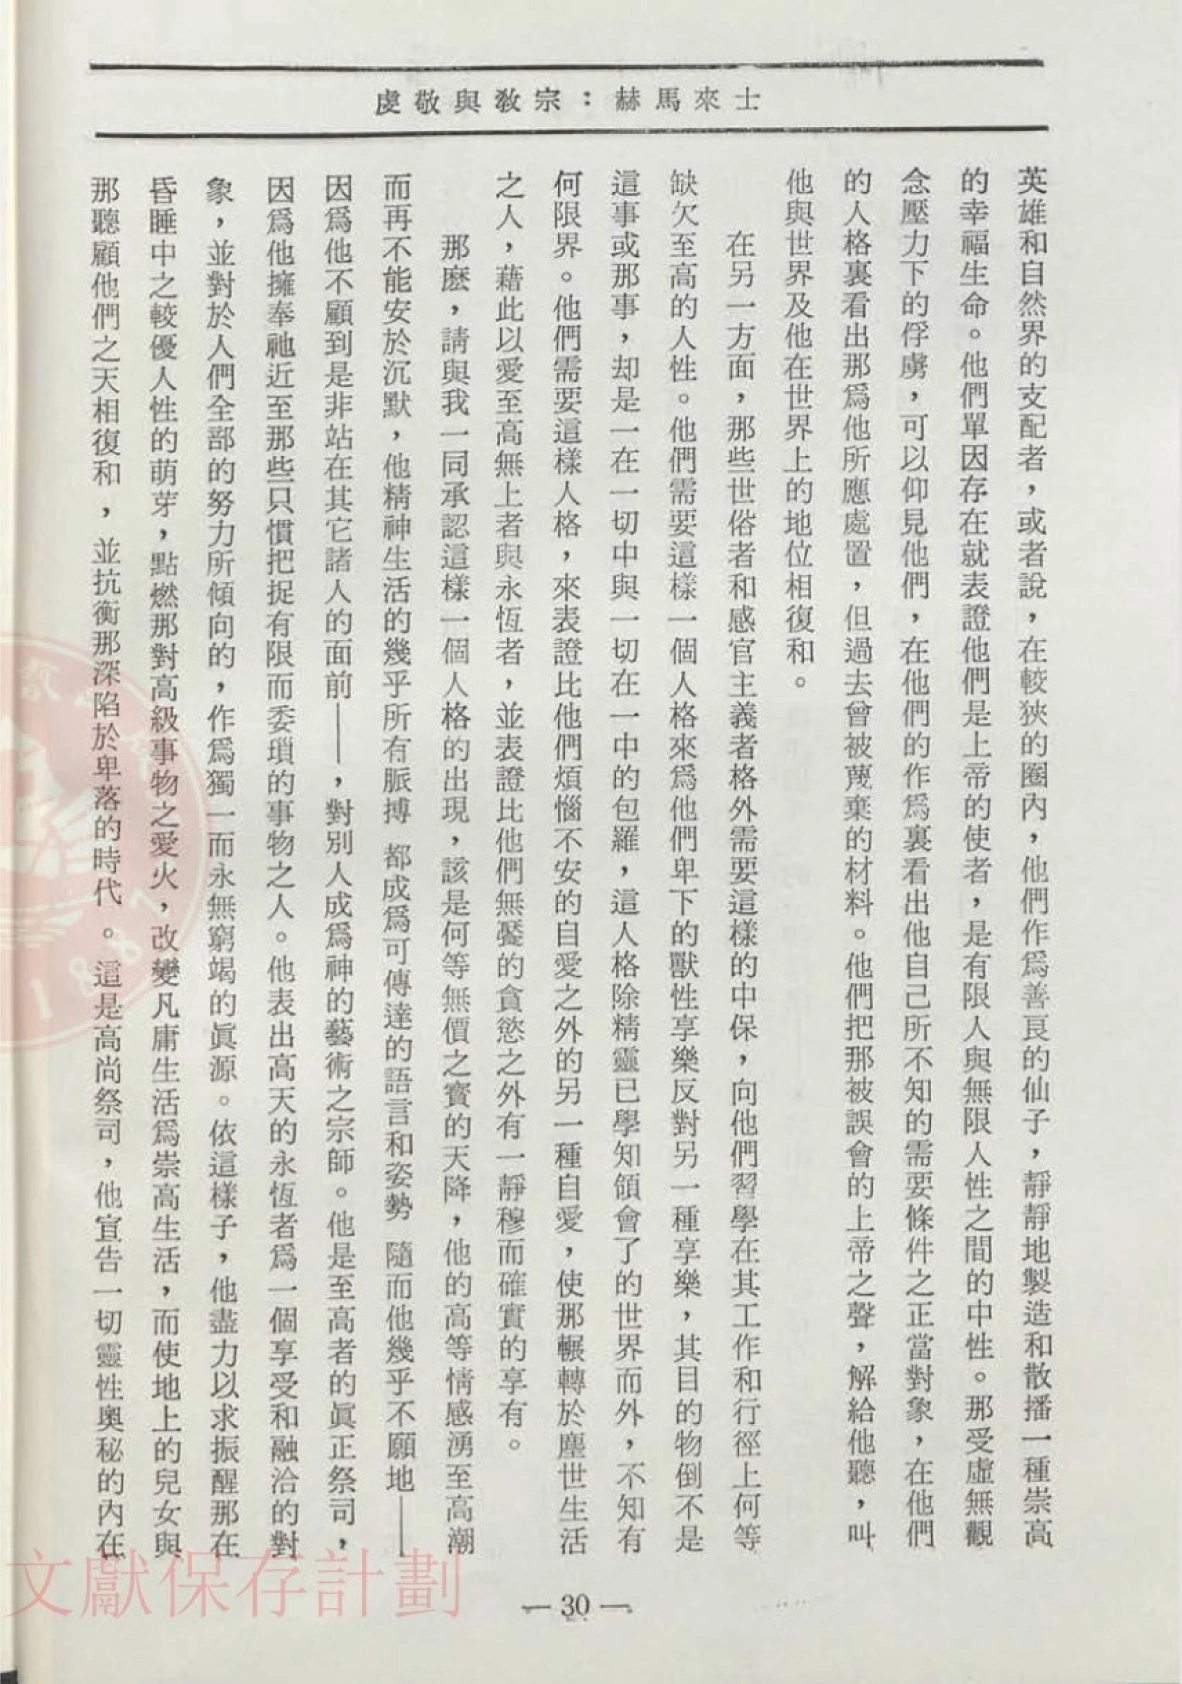 士來馬赫：宗教與敬虔
英雄和自然界的支配者，或者說，在較狹的圈內，他們作爲善良的仙子，靜靜地製造和散播一種崇高
的幸福生命。他們單因存在就表證他們是上帝的使者，是有限人與無限人性之間的中性。那受虛無觀
念壓力下的俘虜，可以仰見他們，在他們的作爲裏看出他自己所不知的需要條件之正當對象，在他們
的人格裏看出那爲他所應處置，但過去曾被蔑棄的材料。他們把那被誤會的上帝之聲，解給他聽，叫
他與世界及他在世界上的地位相復和。
在另一方面，那些世俗者和感官主義者格外需要這樣的中保，向他們習學在其工作和行徑上何等
缺欠至高的人性。他們需要這樣一個人格來爲他們卑下的獸性享樂反對另一種享樂，其目的物倒不是
這事或那事，却是一在一切中與一切在一中的包羅，這人格除精靈已學知領會了的世界而外，不知有
何限界。他們需要這樣人格，來表證比他們煩惱不安的自愛之外的另一種自愛，使那輾轉於塵世生活
之人，藉此以愛至高無上者與永恆者，並表證比他們無饜的貪慾之外有一靜穆而確實的享有。
那麽，請與我一同承認這樣一個人格的出現，該是何等無價之寶的天降，他的高等情感湧至高潮
而再不能安於沉默，他精神生活的幾乎所有脈搏 都成爲可傳達的語言和姿勢 隨而他幾乎不願地——
因爲他不顧到是非站在其它諸人的面前——，對別人成爲神的藝術之宗師。他是至高者的眞正祭司，
因爲他擁奉祂近至那些只慣把捉有限而委瑣的事物之人。他表出高天的永恆者爲一個享受和融洽的對
象，並對於人們全部的努力所傾向的，作爲獨一而永無窮竭的眞源。依這樣子，他盡力以求振醒那在
昏睡中之較優人性的萌芽，點燃那對高級事物之愛火，改變凡庸生活爲崇高生活，而使地上的兒女與
那聽顧他們之天相復和，並抗衡那深陷於卑落的時代。這是高尚祭司，他宣告一切靈性奧秘的內在
— 30 —
1887
文獻保存計劃